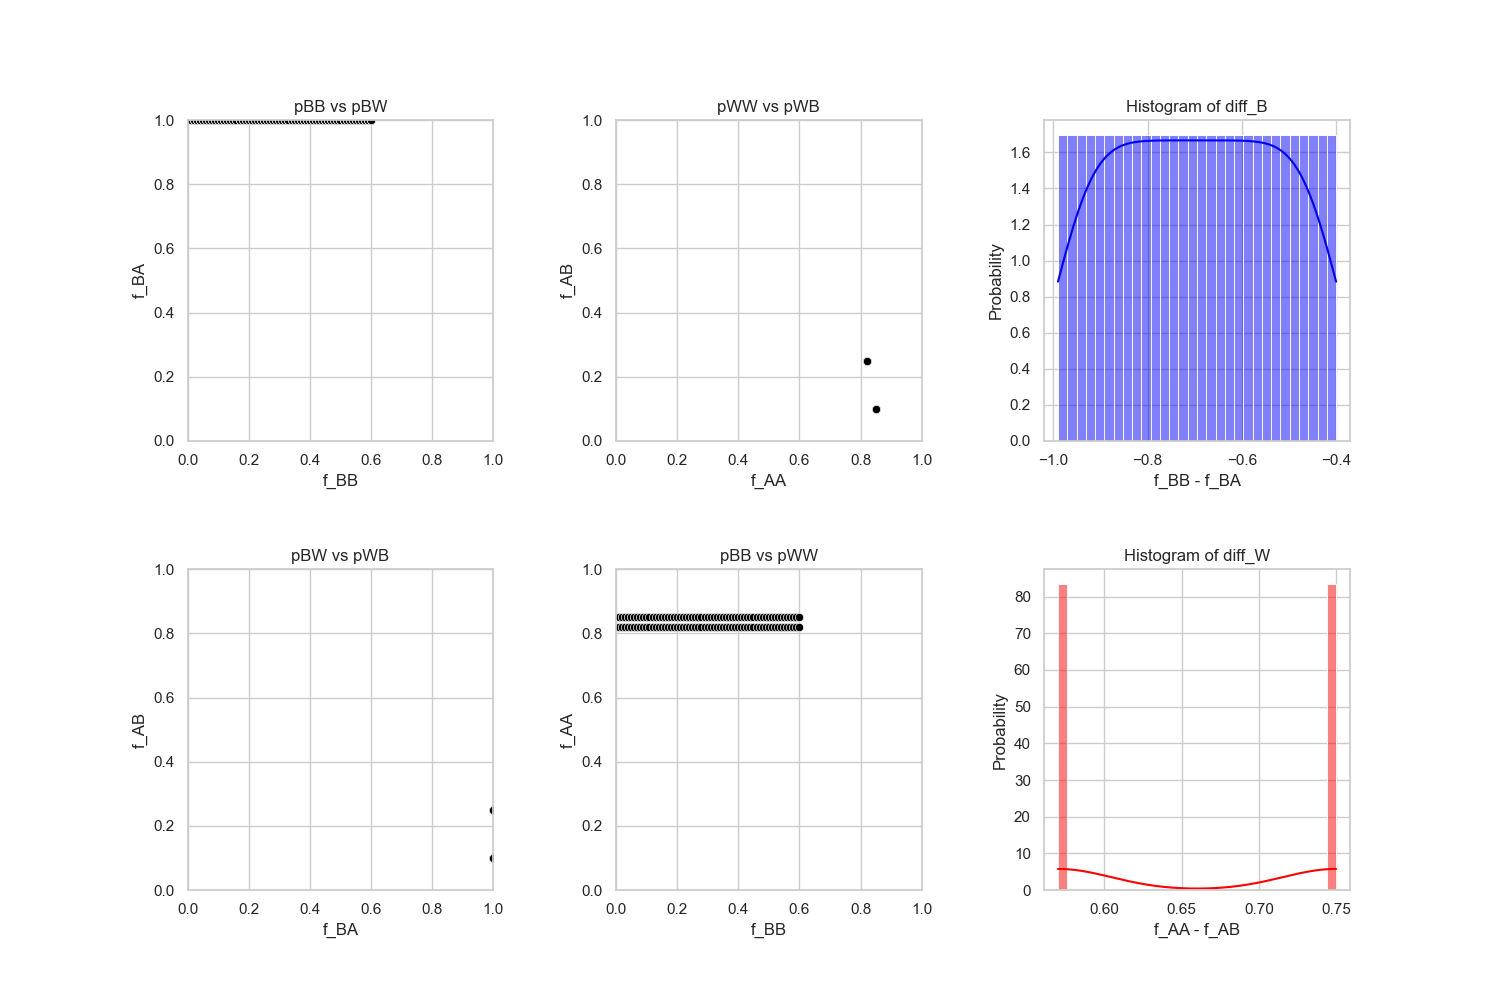 pBB vs pBW
1.0
0.8
0.6
0.4
0.2
0.0
0.0 0.2 0.4 0.6 0.8 1.0
f_BA
f_BB
pWW vs pWB
1.0
0.8
0.6
0.4
0.2
0.0
0.0 0.2 0.4 0.6 0.8 1.0
f_AB
f_AA
Histogram of diff_B
1.6
1.4
1.2
1.0
0.8
0.6
0.4
0.2
0.0
−1.0 −0.8 −0.6 −0.4
Probability
f_BB - f_BA
pBW vs pWB
1.0
0.8
0.6
0.4
0.2
0.0
0.0 0.2 0.4 0.6 0.8 1.0
f_AB
f_BA
pBB vs pWW
1.0
0.8
0.6
0.4
0.2
0.0
0.0 0.2 0.4 0.6 0.8 1.0
f_AA
f_BB
Histogram of diff_W
80
70
60
50
40
30
20
10
0
0.60 0.65 0.70 0.75
Probability
f_AA - f_AB